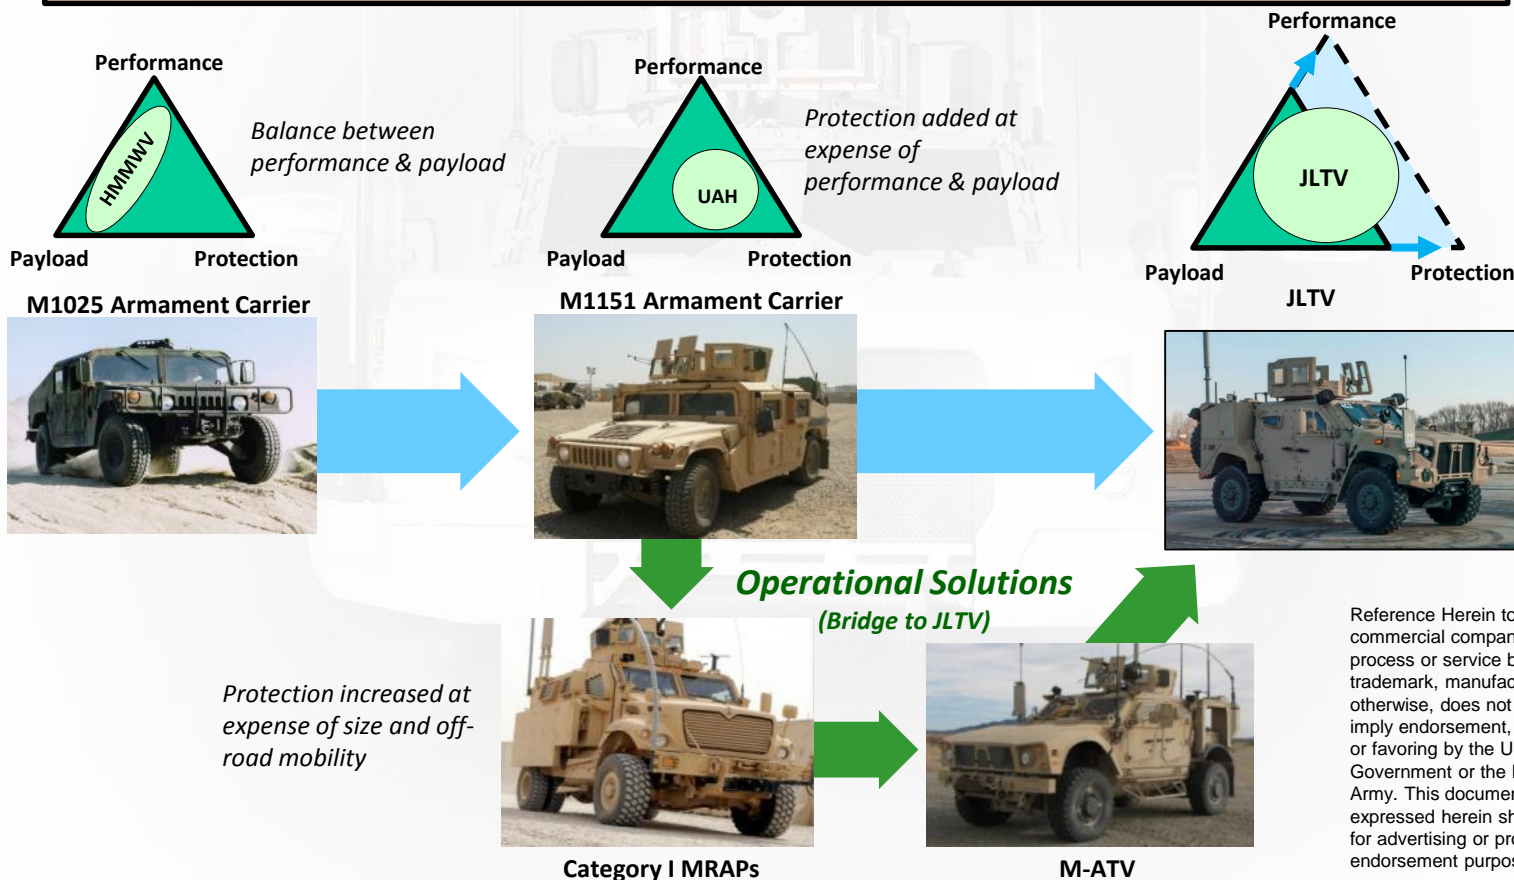 Performance
HMMWV
Payload
Protection
Balance between
performance & payload
M1025 Armament Carrier
Performance
UAH
Payload
Protection
Protection added at
expense of
performance & payload
M1151 Armament Carrier
Performance
JLTV
Payload
Protection
JLTV
Operational Solutions
(Bridge to JLTV)
Protection increased at
expense of size and off-
road mobility
Category I MRAPs
M-ATV
Reference Herein to
commercial company
process or service b
trademark, manufac
otherwise, does not
imply endorsement,
or favoring by the U
Government or the
Army. This documen
expressed herein sh
for advertising or pro
endorsement purpos